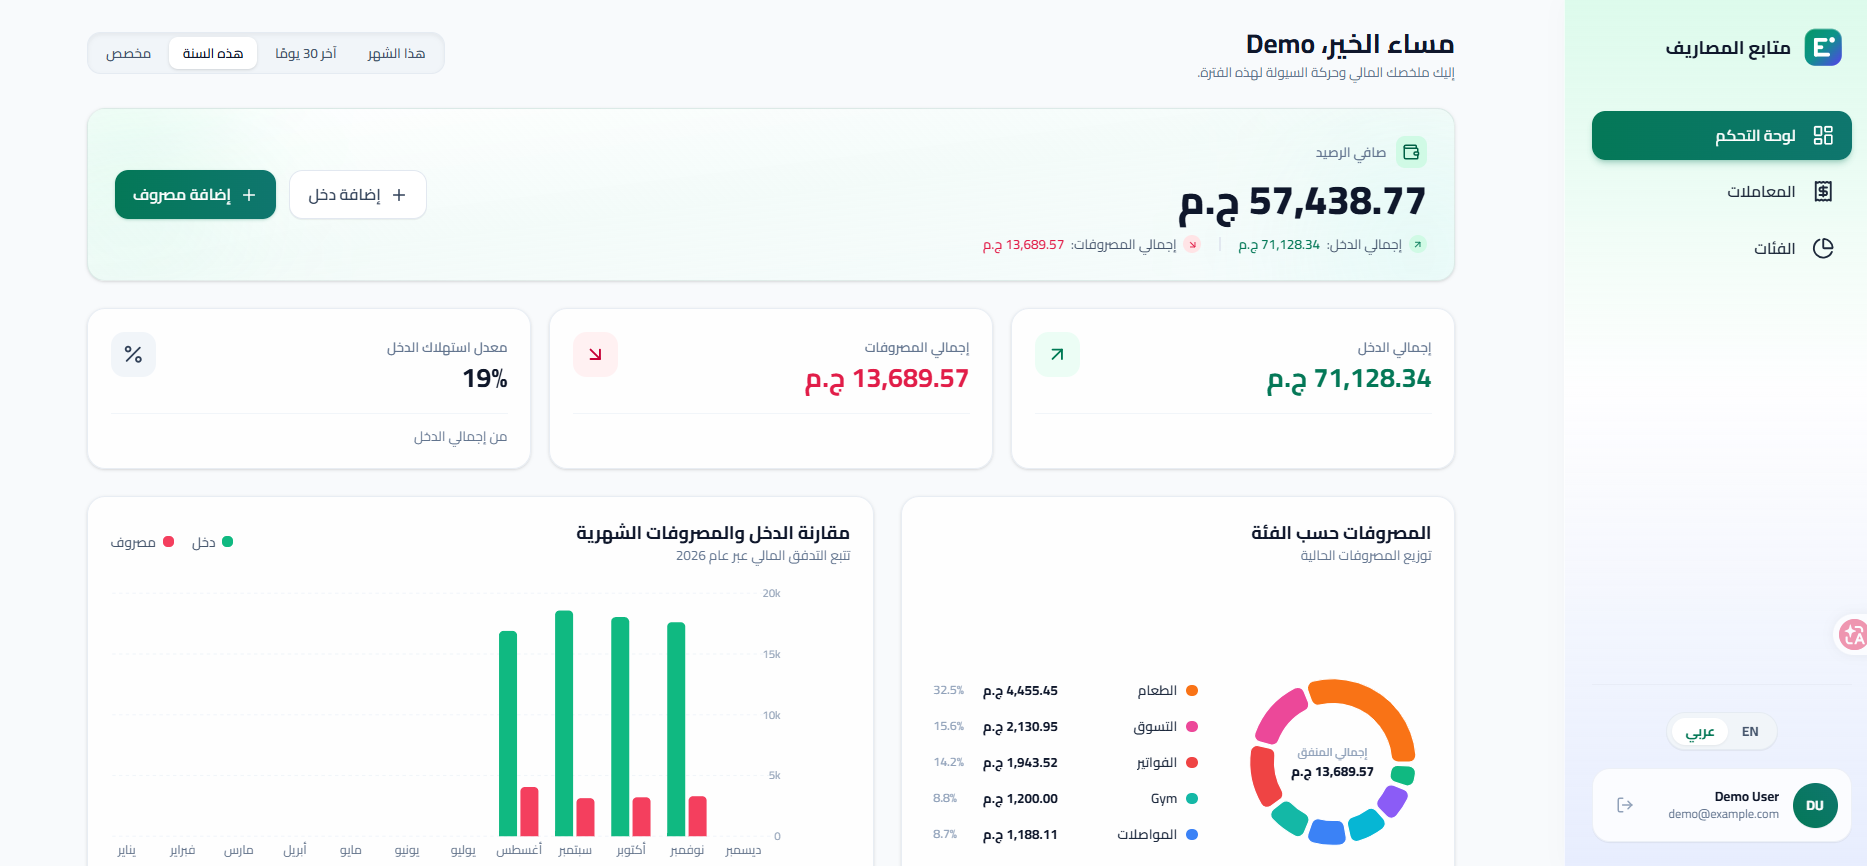 متابع المصاريف
لوحة التحكم
المعاملات
الفئات
EN
عربي
DU
Demo User
demo@example.com
مساء الخير، Demo
إليك ملخصك المالي وحركة السيولة لهذه الفترة.
هذا الشهر
آخر 30 يومًا
هذه السنة
مخصص
صافي الرصيد
57,438.77 ج.م
إجمالي الدخل: 71,128.34 ج.م
إجمالي المصروفات: 13,689.57 ج.م
إضافة دخل
إضافة مصروف
إجمالي الدخل
71,128.34 ج.م
إجمالي المصروفات
13,689.57 ج.م
معدل استهلاك الدخل
19%
من إجمالي الدخل
المصروفات حسب الفئة
توزيع المصروفات الحالية
إجمالي المنفق
13,689.57 ج.م
الطعام 4,455.45 ج.م 32.5%
التسوق 2,130.95 ج.م 15.6%
الفواتير 1,943.52 ج.م 14.2%
Gym 1,200.00 ج.م 8.8%
المواصلات 1,188.11 ج.م 8.7%
مقارنة الدخل والمصروفات الشهرية
تتبع التدفق المالي عبر عام 2026
دخل
مصروف
20k
15k
10k
5k
0
يناير فبراير مارس أبريل مايو يونيو يوليو أغسطس سبتمبر أكتوبر نوفمبر ديسمبر